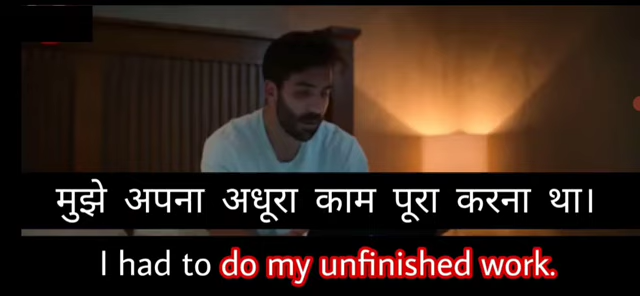 मुझे अपना अधूरा काम पूरा करना था।
I had to do my unfinished work.